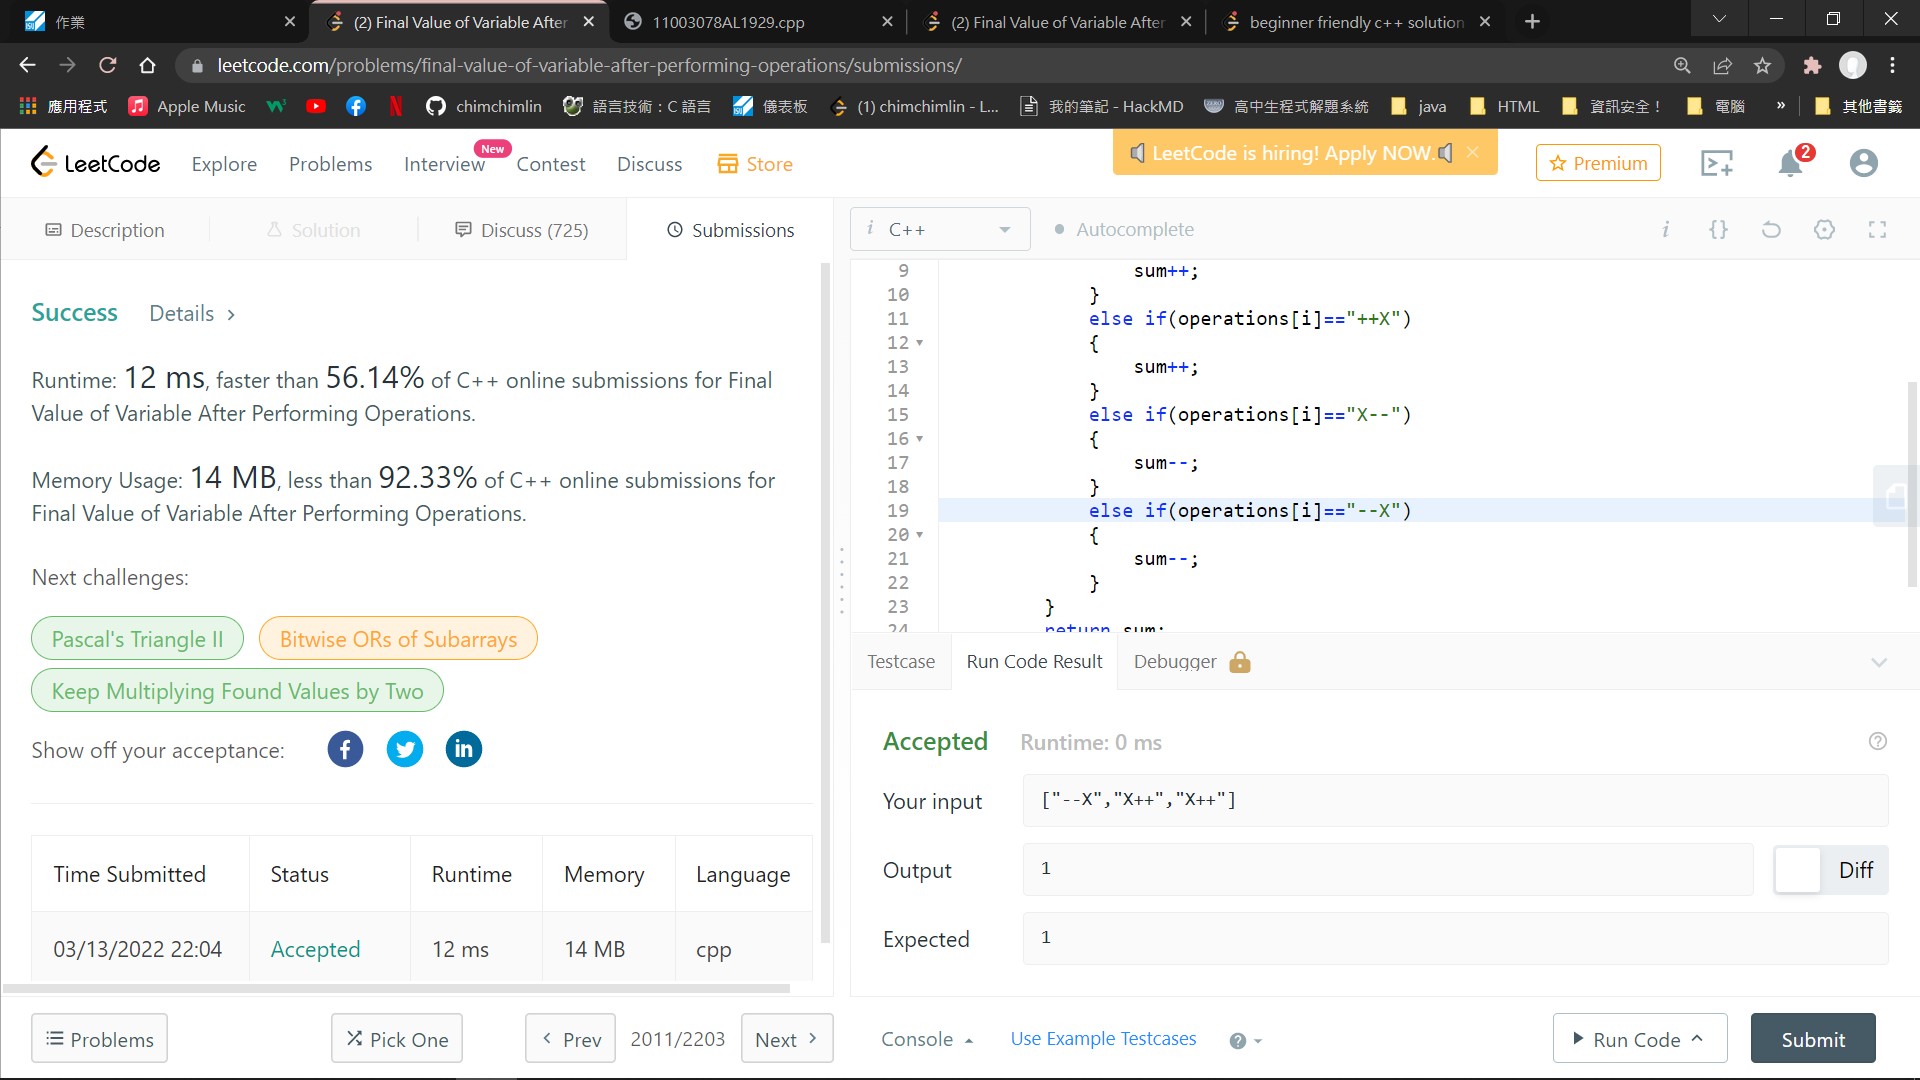 作業
(2) Final Value of Variable After
11003078AL1929.cpp
(2) Final Value of Variable After
beginner friendly c++ solution
leetcode.com/problems/final-value-of-variable-after-performing-operations/submissions/
應用程式
Apple Music
chimchimlin
語言技術：C 語言
儀表板
(1) chimchimlin - L...
我的筆記 - HackMD
高中生程式解題系統
java
HTML
資訊安全！
電腦
»
其他書籤
LeetCode
Explore
Problems
Interview
New
Contest
Discuss
Store
LeetCode is hiring! Apply NOW.
Premium
2
Description
Solution
Discuss (725)
Submissions
i C++
Autocomplete
Success
Details >
Runtime: 12 ms, faster than 56.14% of C++ online submissions for Final
Value of Variable After Performing Operations.
Memory Usage: 14 MB, less than 92.33% of C++ online submissions for
Final Value of Variable After Performing Operations.
Next challenges:
Pascal's Triangle II
Bitwise ORs of Subarrays
Keep Multiplying Found Values by Two
Show off your acceptance:
Time Submitted Status Runtime Memory Language
03/13/2022 22:04 Accepted 12 ms 14 MB cpp
9 sum++;
10 }
11 else if(operations[i]=="++X")
12 {
13 sum++;
14 }
15 else if(operations[i]=="X--")
16 {
17 sum--;
18 }
19 else if(operations[i]=="--X")
20 {
21 sum--;
22 }
23 }
24 return sum;
Testcase
Run Code Result
Debugger
Accepted Runtime: 0 ms
Your input
["--X","X++","X++"]
Output
1
Diff
Expected
1
Problems
Pick One
< Prev
2011/2203
Next >
Console
Use Example Testcases
Run Code
Submit